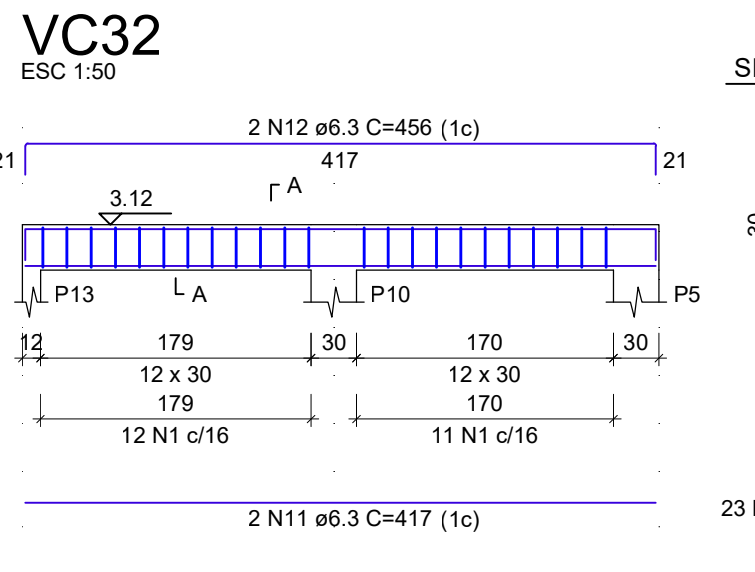 VC32
ESC 1:50
SE
2 N12 ø6.3 C=456 (1c)
21
417
21
A
3.12
30
P13
A
P10
P5
12
179
30
170
30
12 x 30
12 x 30
179
170
12 N1 c/16
11 N1 c/16
23
2 N11 ø6.3 C=417 (1c)